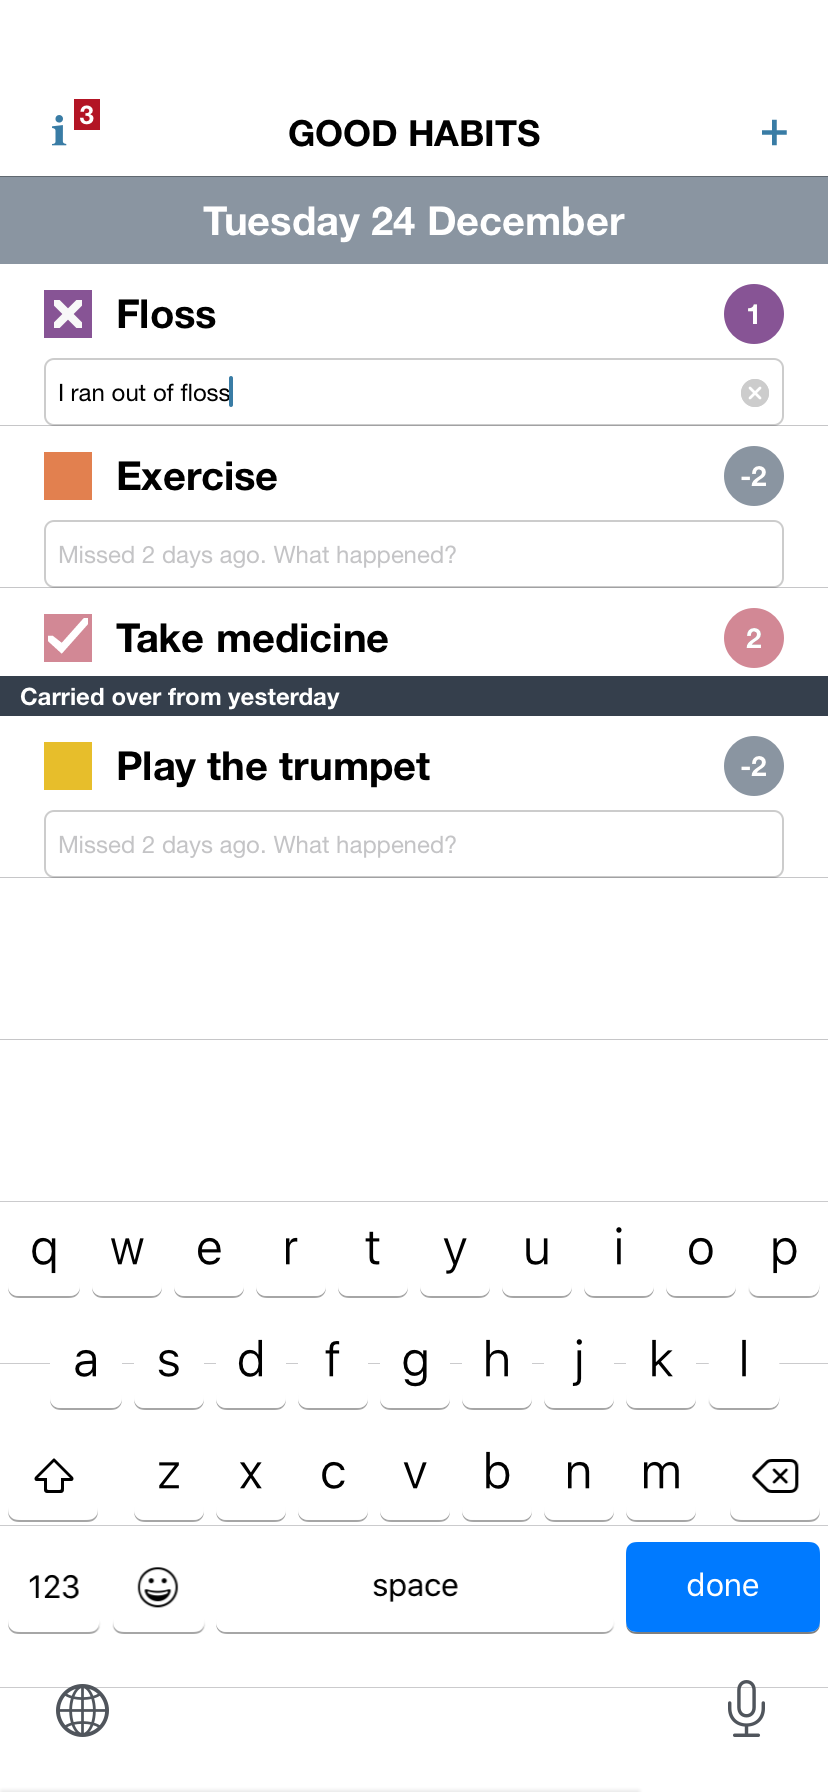 i 3
GOOD HABITS
+
Tuesday 24 December
Floss
1
I ran out of floss
Exercise
-2
Missed 2 days ago. What happened?
Take medicine
2
Carried over from yesterday
Play the trumpet
-2
Missed 2 days ago. What happened?
q w e r t y u i o p
a s d f g h j k l
z x c v b n m
123 space done